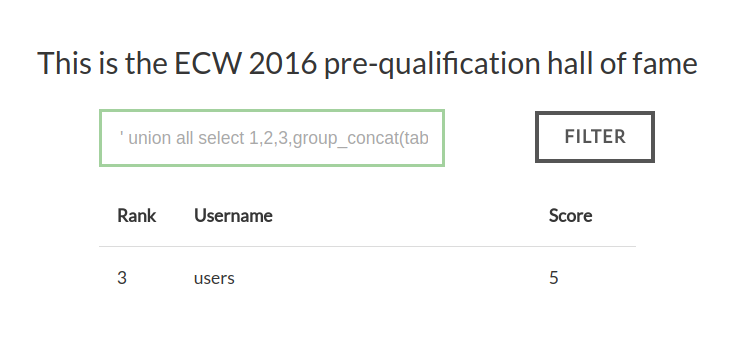 This is the ECW 2016 pre-qualification hall of fame
' union all select 1,2,3,group_concat(tab
FILTER
Rank Username Score
3 users 5